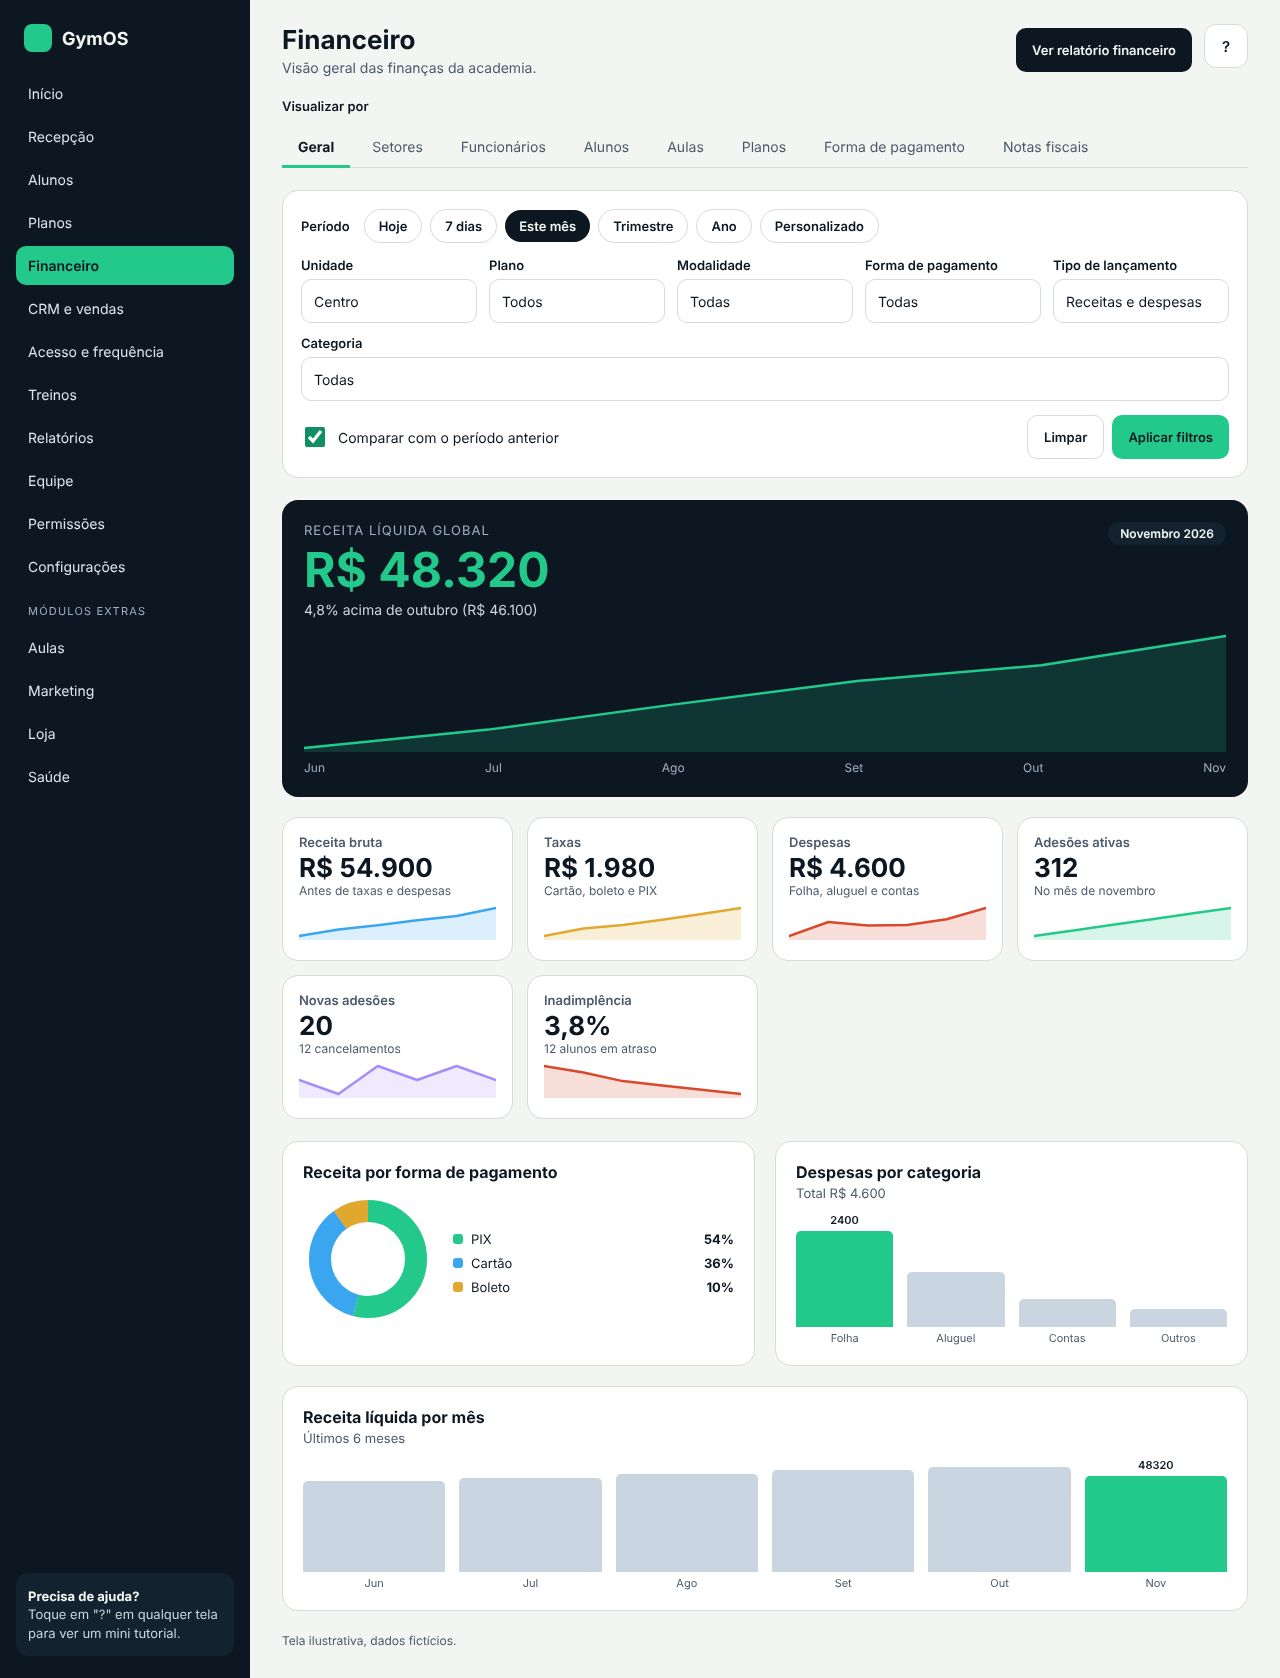 GymOS
Início
Recepção
Alunos
Planos
Financeiro
CRM e vendas
Acesso e frequência
Treinos
Relatórios
Equipe
Permissões
Configurações
MÓDULOS EXTRAS
Aulas
Marketing
Loja
Saúde
Precisa de ajuda?
Toque em "?" em qualquer tela
para ver um mini tutorial.
Financeiro
Visão geral das finanças da academia.
Ver relatório financeiro
?
Visualizar por
Geral Setores Funcionários Alunos Aulas Planos Forma de pagamento Notas fiscais
Período Hoje 7 dias Este mês Trimestre Ano Personalizado
Unidade Plano Modalidade Forma de pagamento Tipo de lançamento
Centro Todos Todas Todas Receitas e despesas
Categoria
Todas
Comparar com o período anterior
Limpar Aplicar filtros
RECEITA LÍQUIDA GLOBAL
Novembro 2026
R$ 48.320
4,8% acima de outubro (R$ 46.100)
Jun Jul Ago Set Out Nov
Receita bruta
R$ 54.900
Antes de taxas e despesas
Taxas
R$ 1.980
Cartão, boleto e PIX
Despesas
R$ 4.600
Folha, aluguel e contas
Adesões ativas
312
No mês de novembro
Novas adesões
20
12 cancelamentos
Inadimplência
3,8%
12 alunos em atraso
Receita por forma de pagamento
PIX 54%
Cartão 36%
Boleto 10%
Despesas por categoria
Total R$ 4.600
2400
Folha Aluguel Contas Outros
Receita líquida por mês
Últimos 6 meses
48320
Jun Jul Ago Set Out Nov
Tela ilustrativa, dados fictícios.